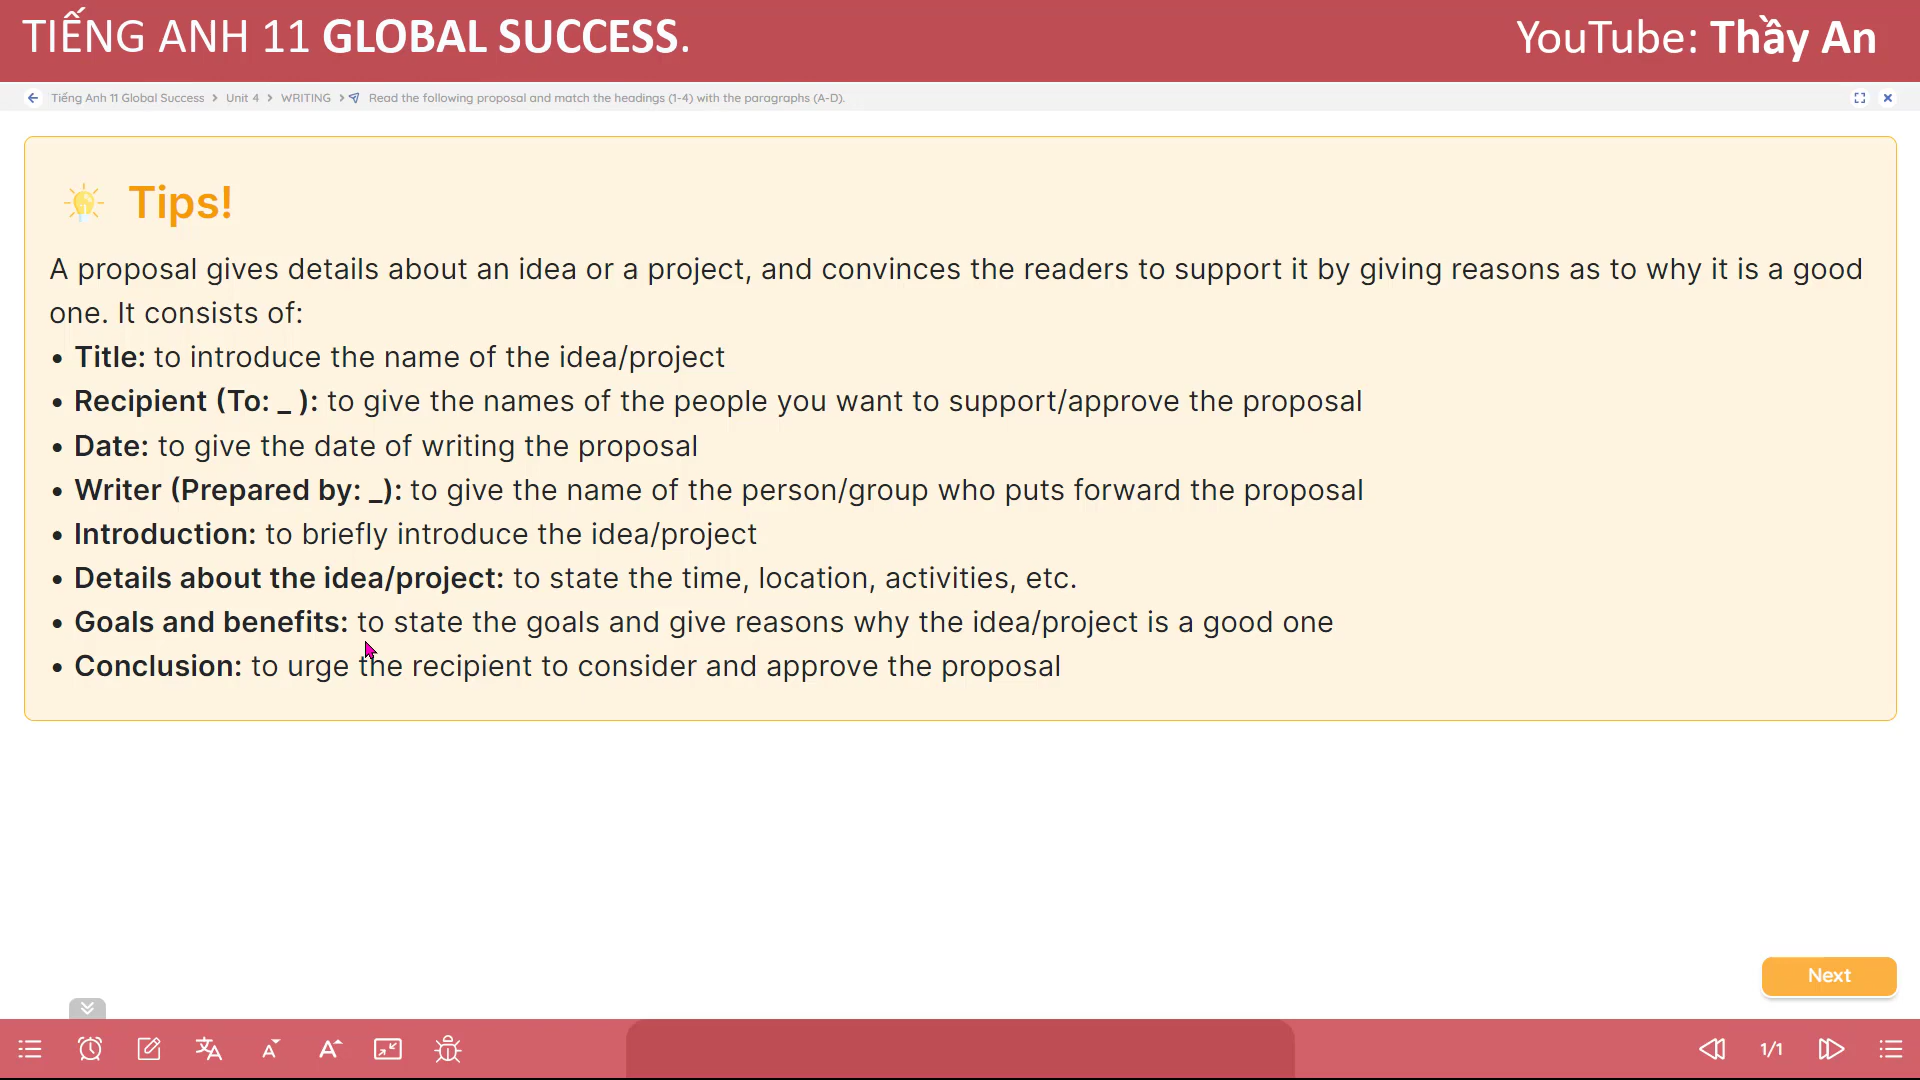 TIẾNG ANH 11 GLOBAL SUCCESS.
YouTube: Thầy An
Tiếng Anh 11 Global Success > Unit 4 > WRITING > Read the following proposal and match the headings (1-4) with the paragraphs (A-D).
Tips!
A proposal gives details about an idea or a project, and convinces the readers to support it by giving reasons as to why it is a good
one. It consists of:
• Title: to introduce the name of the idea/project
• Recipient (To: _ ): to give the names of the people you want to support/approve the proposal
• Date: to give the date of writing the proposal
• Writer (Prepared by: _): to give the name of the person/group who puts forward the proposal
• Introduction: to briefly introduce the idea/project
• Details about the idea/project: to state the time, location, activities, etc.
• Goals and benefits: to state the goals and give reasons why the idea/project is a good one
• Conclusion: to urge the recipient to consider and approve the proposal
Next
1/1